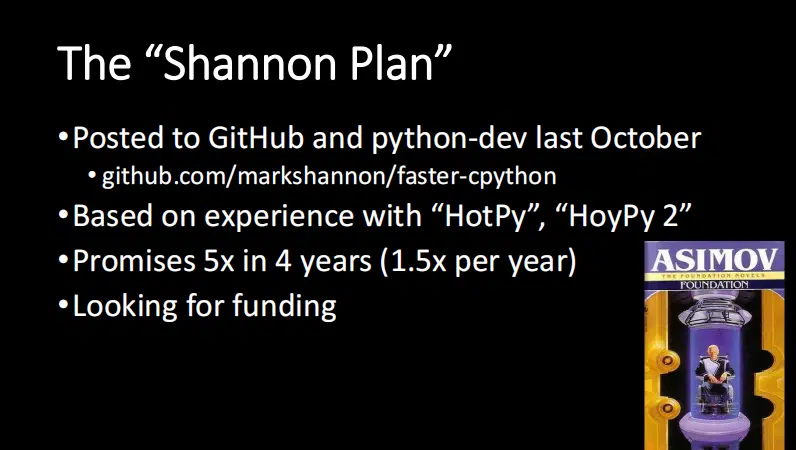 The “Shannon Plan”
•Posted to GitHub and python-dev last October
• github.com/markshannon/faster-cpython
•Based on experience with “HotPy”, “HoyPy 2”
•Promises 5x in 4 years (1.5x per year)
•Looking for funding
ASIMOV
THE FOUNDATION NOVELS
FOUNDATION